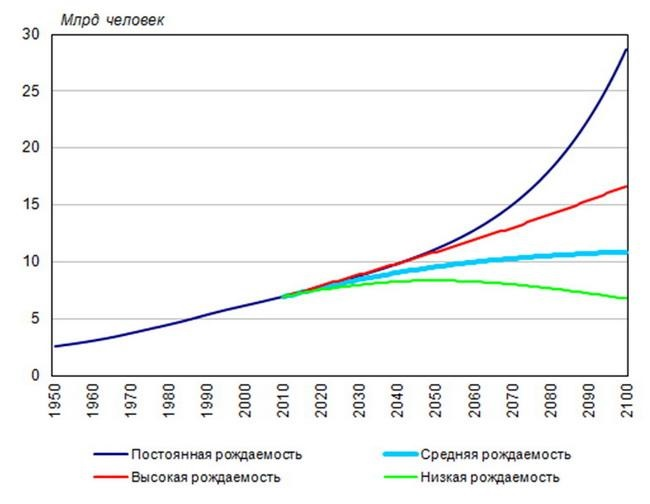 Млрд человек
30
25
20
15
10
5
0
1950 1960 1970 1980 1990 2000 2010 2020 2030 2040 2050 2060 2070 2080 2090 2100
Постоянная рождаемость Средняя рождаемость
Высокая рождаемость Низкая рождаемость